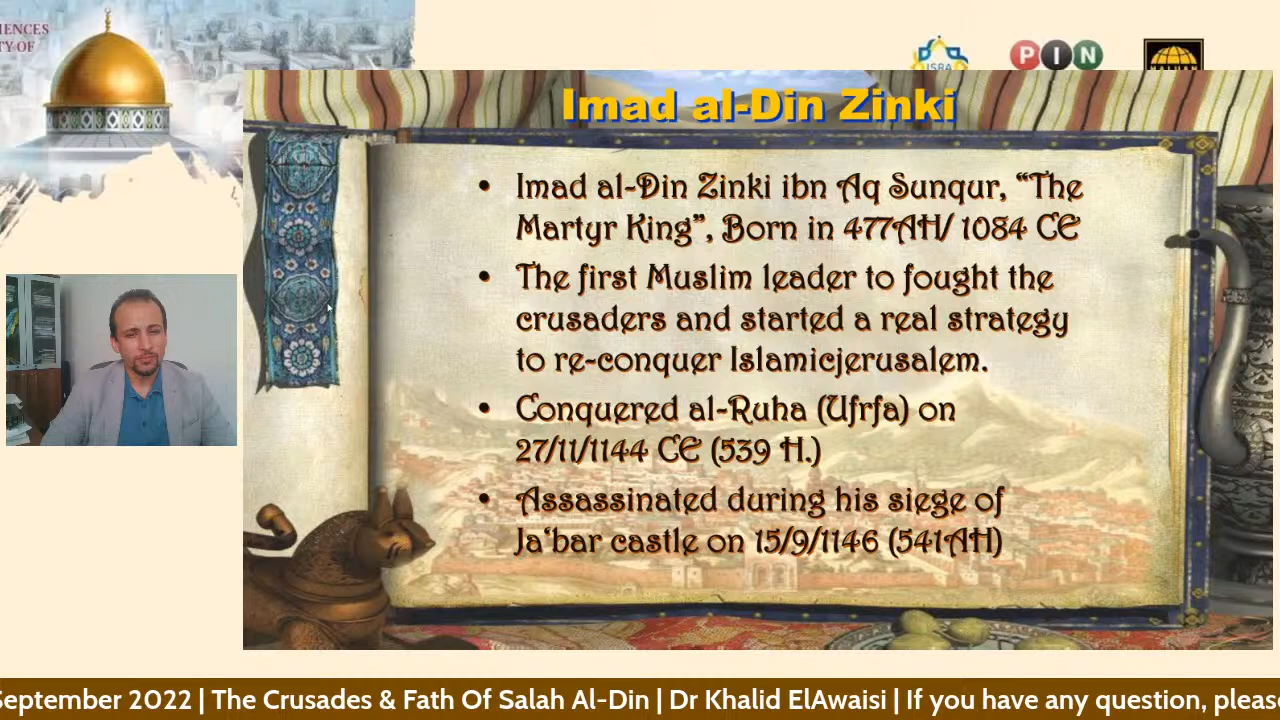 IENCES
TY OF
ISRA
PIN
Imad al-Din Zinki
• Imad al-Din Zinki ibn Aq Sunqur, “The
Martyr King”, Born in 477AH/ 1084 CE
• The first Muslim leader to fought the
crusaders and started a real strategy
to re-conquer Islamicjerusalem.
• Conquered al-Ruha (Ufrfa) on
27/11/1144 CE (539 H.)
• Assassinated during his siege of
Ja‘bar castle on 15/9/1146 (541AH)
September 2022 | The Crusades & Fath Of Salah Al-Din | Dr Khalid ElAwaisi | If you have any question, please